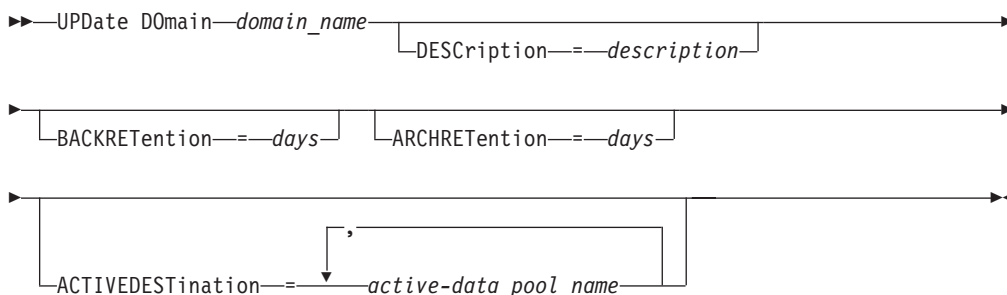 UPDate DOmain domain_name
DESCription = description
BACKRETention = days ARCHRETention = days
,
ACTIVEDESTination = active-data pool name